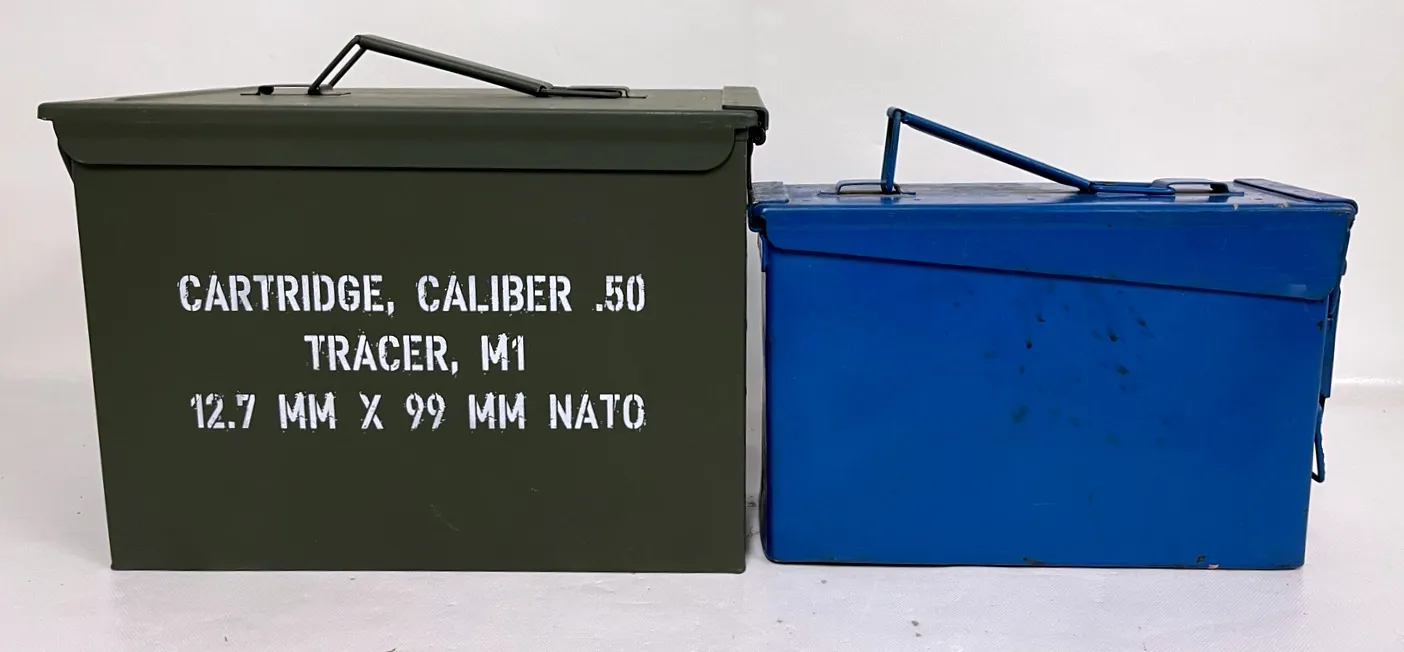 CARTRIDGE, CALIBER .50
TRACER, M1
12.7 MM X 99 MM NATO